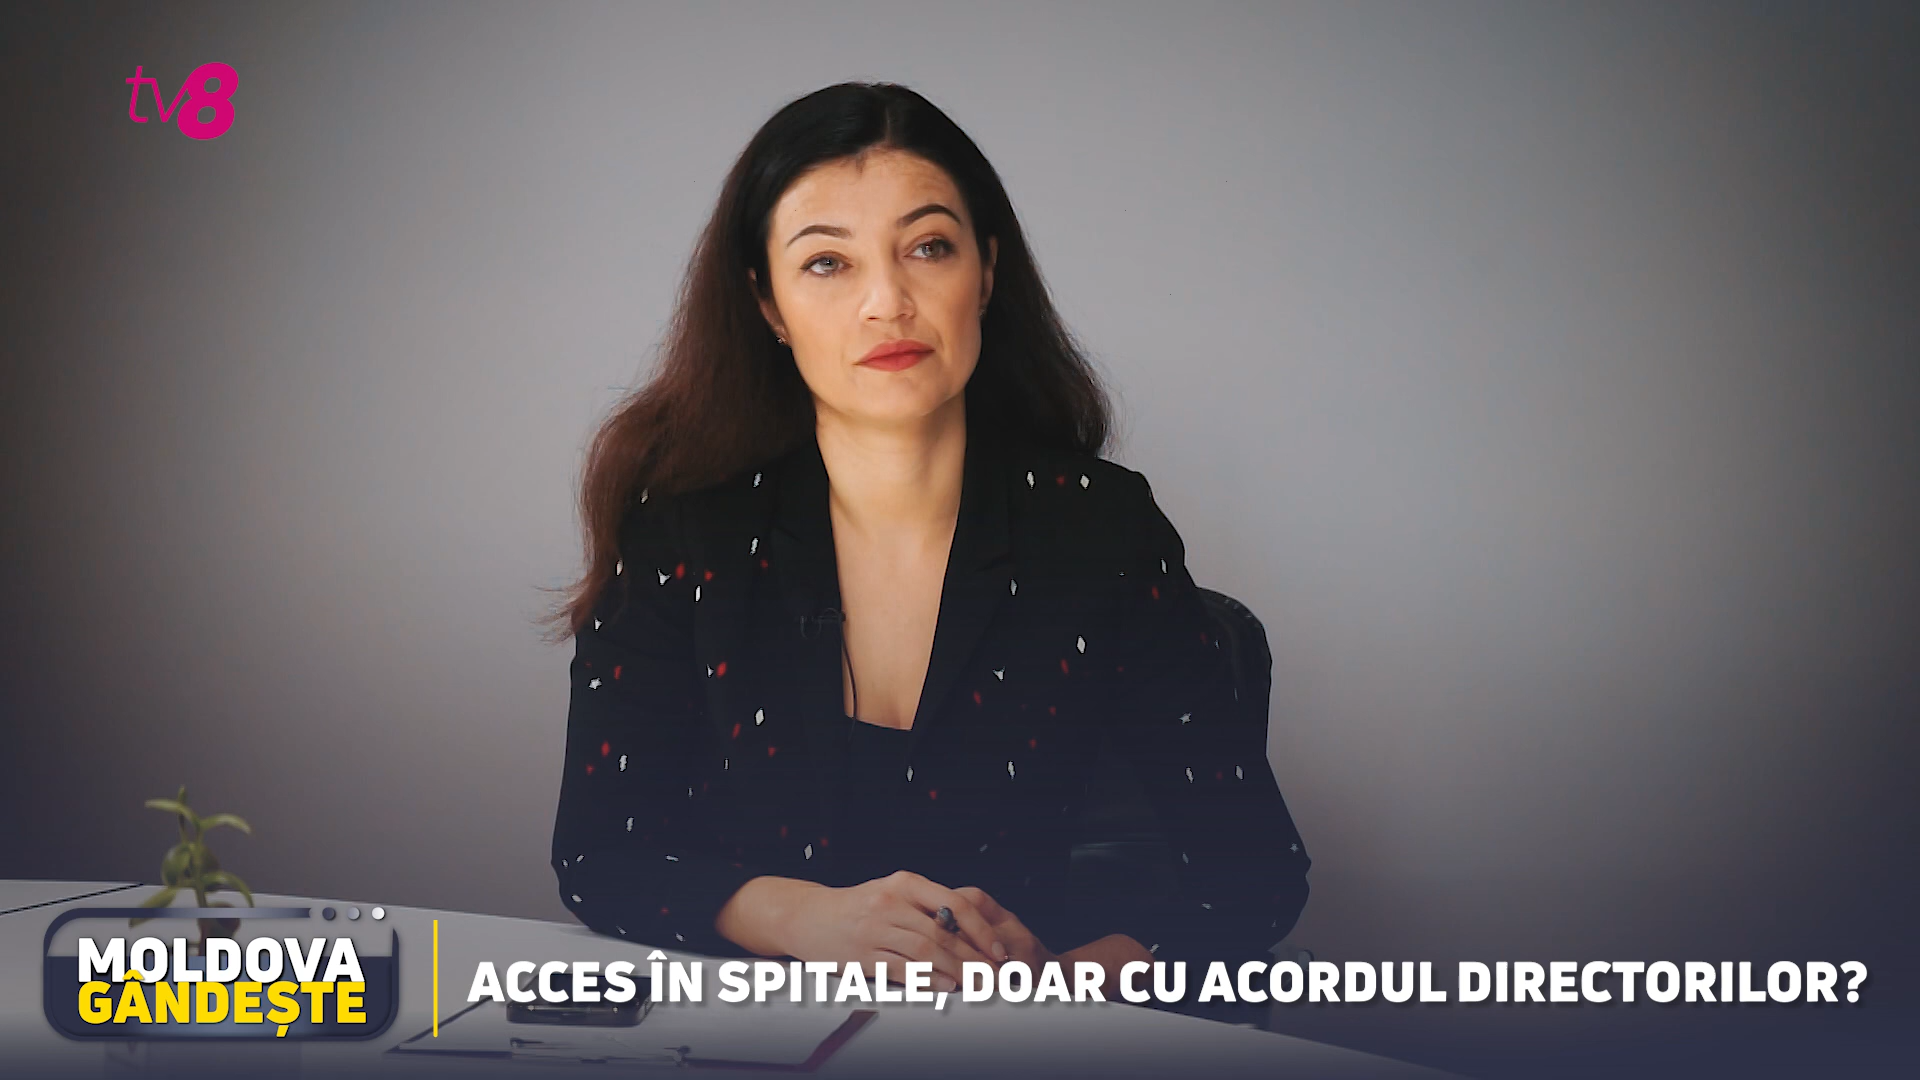 tv8
MOLDOVA
GÂNDEȘTE
ACCES ÎN SPITALE, DOAR CU ACORDUL DIRECTORILOR?